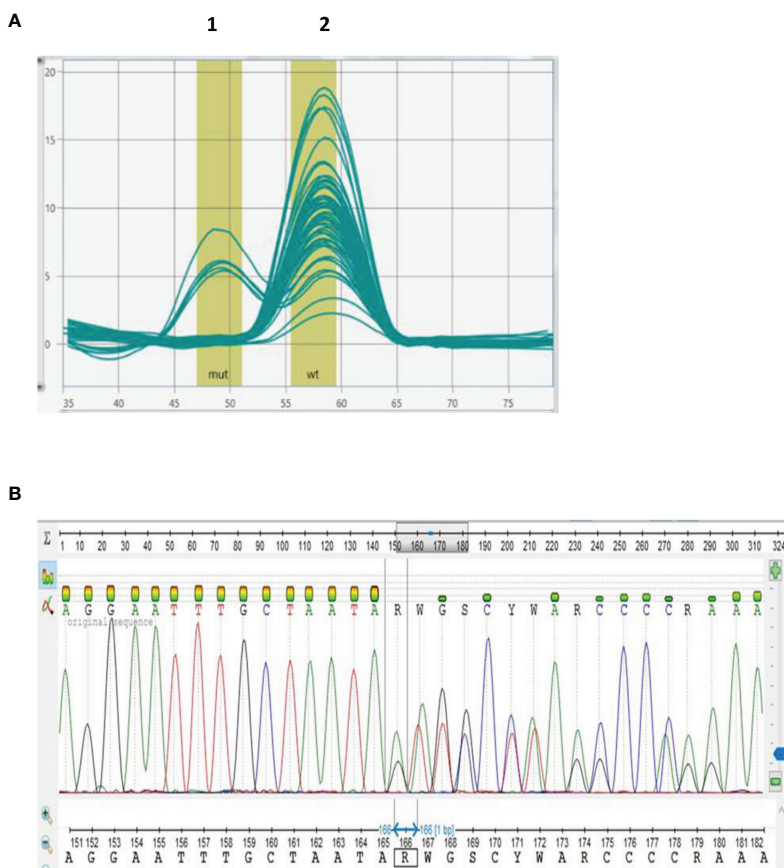 A
1 2
20
15
10
5
0
mut wt
35 40 45 50 55 60 65 70 75
B
Σ
1 10 20 30 40 50 60 70 80 90 100 110 120 130 140 150 160 170 180 190 200 210 220 230 240 250 260 270 280 290 300 310 324
A G G A A T T T G C T A A T A R W G S C Y W A R C C C C R A A A
original sequence
166 166 [1 bp]
151 152 153 154 155 156 157 158 159 160 161 162 163 164 165 166 167 168 169 170 171 172 173 174 175 176 177 178 179 180 181 182
A G G A A T T T G C T A A T A R W G S C Y W A R C C C C R A A A